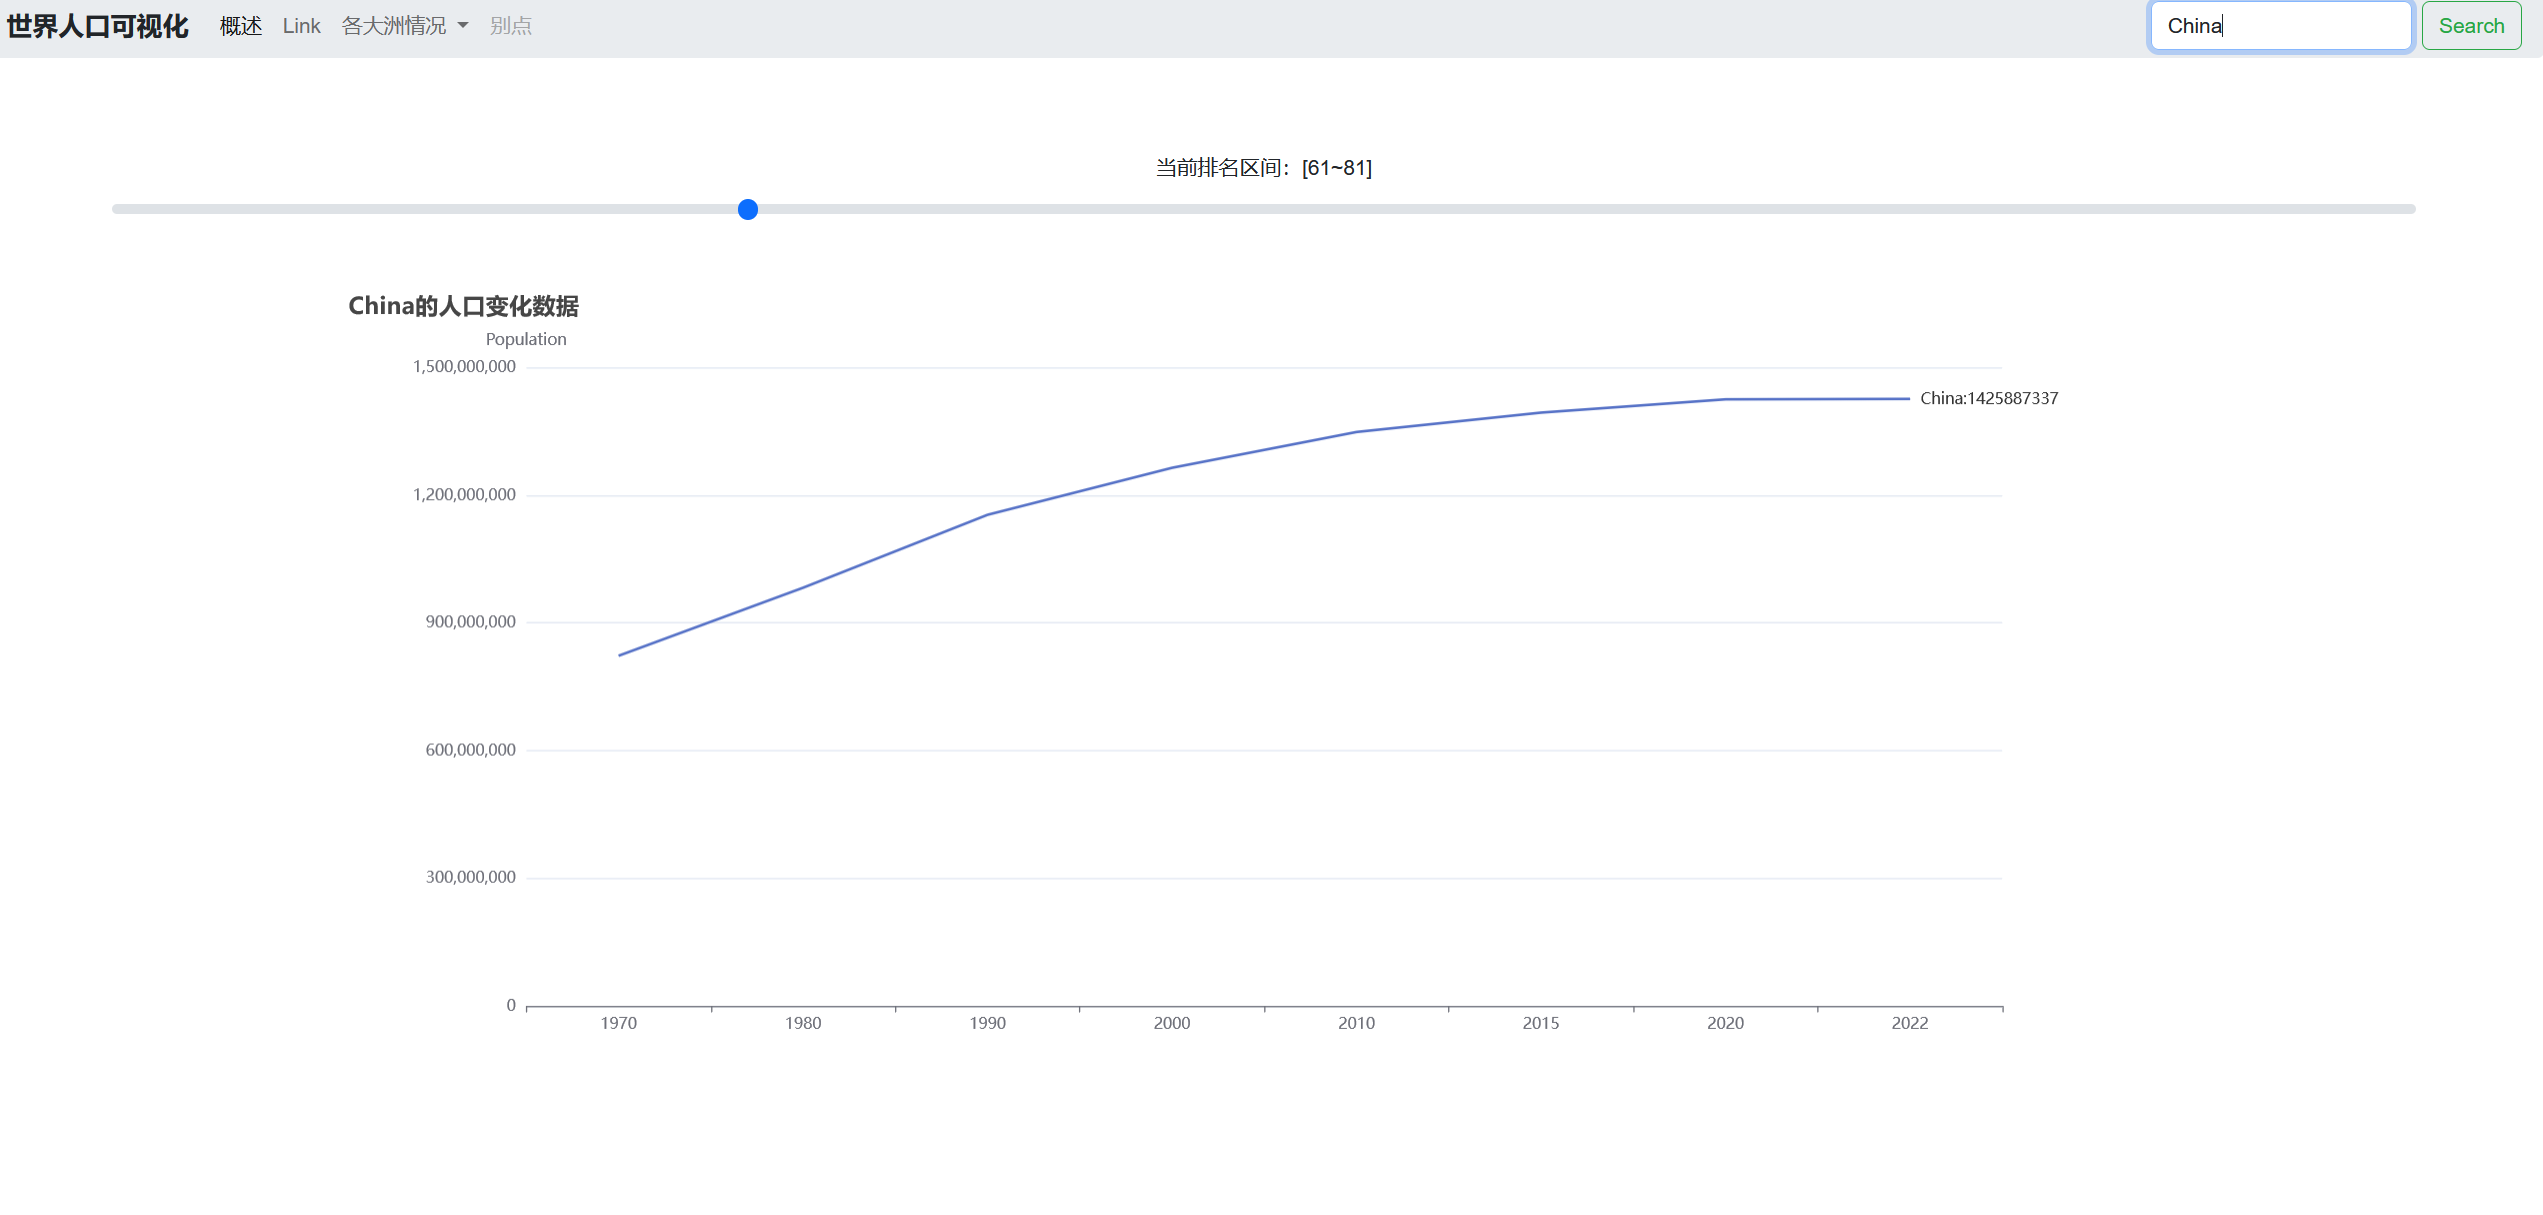 世界人口可视化 概述 Link 各大洲情况 别点 China Search
当前排名区间：[61~81]
China的人口变化数据
Population
1,500,000,000
China:1425887337
1,200,000,000
900,000,000
600,000,000
300,000,000
0
1970 1980 1990 2000 2010 2015 2020 2022